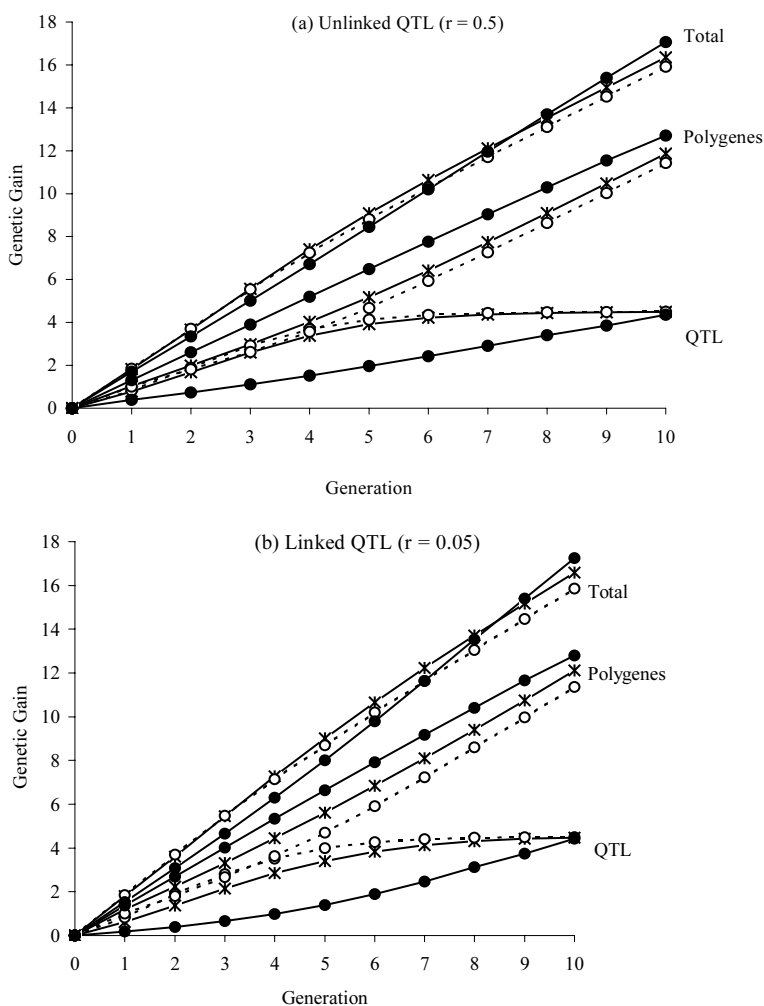 (a) Unlinked QTL (r = 0.5)
18
16
14
12
10
8
6
4
2
0
Genetic Gain
Total
Polygenes
QTL
0 1 2 3 4 5 6 7 8 9 10
Generation
(b) Linked QTL (r = 0.05)
18
16
14
12
10
8
6
4
2
0
Genetic Gain
Total
Polygenes
QTL
0 1 2 3 4 5 6 7 8 9 10
Generation